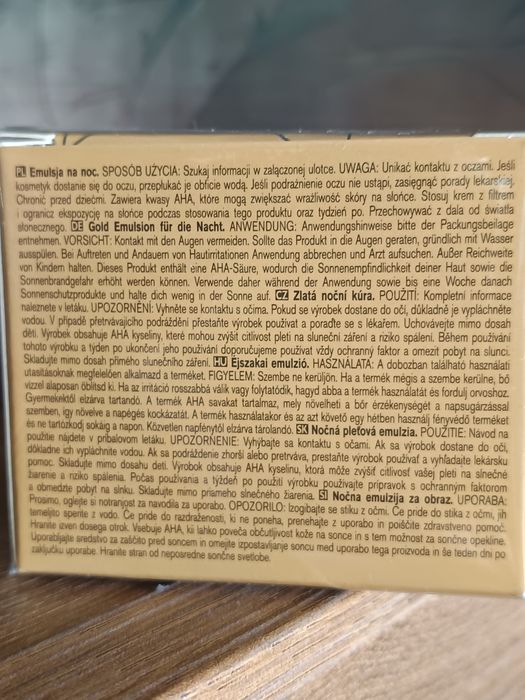 PL Emulsja na noc. SPOSÓB UŻYCIA: Szukaj informacji w załączonej ulotce. UWAGA: Unikać kontaktu z oczami. Jeśli
kosmetyk dostanie się do oczu, przepłukać je obficie wodą. Jeśli podrażnienie oczu nie ustąpi, zasięgnąć porady lekarskiej.
Chronić przed dziećmi. Zawiera kwasy AHA, które mogą zwiększać wrażliwość skóry na słońce. Stosuj krem z filtrem
i ogranicz ekspozycję na słońce podczas stosowania tego produktu oraz tydzień po. Przechowywać z dala od światła
słonecznego. DE Gold Emulsion für die Nacht. ANWENDUNG: Anwendungshinweise bitte der Packungsbeilage
entnehmen. VORSICHT: Kontakt mit den Augen vermeiden. Sollte das Produkt in die Augen geraten, gründlich mit Wasser
ausspülen. Bei Auftreten und Andauern von Hautirritationen Anwendung abbrechen und Arzt aufsuchen. Außer Reichweite
von Kindern halten. Dieses Produkt enthält eine AHA-Säure, wodurch die Sonnenempfindlichkeit deiner Haut sowie die
Sonnenbrandgefahr erhöht werden können. Verwende daher während der Anwendung sowie bis eine Woche danach
Sonnenschutzprodukte und halte dich wenig in der Sonne auf. CZ Zlatá noční kúra. POUŽITÍ: Kompletní informace
naleznete v letáku. UPOZORNĚNÍ: Vyhněte se kontaktu s očima. Pokud se výrobek dostane do očí, důkladně je vypláchněte
vodou. V případě přetrvávajícího podráždění přestaňte výrobek používat a poraďte se s lékařem. Uchovávejte mimo dosah
dětí. Výrobek obsahuje AHA kyseliny, které mohou zvýšit citlivost pleti na sluneční záření a riziko spálení. Během používání
tohoto výrobku a týden po ukončení jeho používání doporučujeme používat vždy ochranný faktor a omezit pobyt na slunci.
Skladujte mimo dosah přímého slunečního záření. HU Éjszakai emulzió. HASZNÁLATA: A dobozban található használati
utasításoknak megfelelően alkalmazd a terméket. FIGYELEM: Szembe ne kerüljön. Ha a termék mégis a szembe kerülne, bő
vízzel alaposan öblítsd ki. Ha az irritáció rosszabbá válik vagy folytatódik, hagyd abba a termék használatát és fordulj orvoshoz.
Gyermekektől elzárva tartandó. A termék AHA savakat tartalmaz, mely növelheti a bőr érzékenységét a napsugárzással
szemben, így növelve a napégés kockázatát. A termék használatakor és az azt követő egy hétben használj fényvédő terméket
és ne tartózkodj sokáig a napon. Közvetlen napfénytől elzárva tárolandó. SK Nočná pleťová emulzia. POUŽITIE: Návod na
použitie nájdete v príbalovom letáku. UPOZORNENIE: Vyhýbajte sa kontaktu s očami. Ak sa výrobok dostane do očí,
dôkladne ich vypláchnite vodou. Ak sa podráždenie zhorší alebo pretrváva, prestaňte výrobok používať a vyhľadajte lekársku
pomoc. Skladujte mimo dosahu detí. Výrobok obsahuje AHA kyselinu, ktorá môže zvýšiť citlivosť vašej pleti na slnečné
žiarenie a riziko spálenia. Počas používania a týždeň po použití výrobku používajte prípravok s ochranným faktorom
a obmedzte pobyt na slnku. Skladujte mimo priameho slnečného žiarenia. SI Nočna emulzija za obraz. UPORABA:
Prosimo, oglejte si notranjost za navodila za uporabo. OPOZORILO: Izogibajte se stiku z očmi. Če pride do stika z očmi, jih
temeljito sperite z vodo. Če pride do razdraženosti, ki ne poneha, prenehajte z uporabo in poiščite zdravstveno pomoč.
Hranite izven dosega otrok. Vsebuje AHA, ki lahko poveča občutljivost kože na sonce in s tem možnost za sončne opekline.
Uporabljajte sredstvo za zaščito pred soncem in omejite izpostavljanje soncu med uporabo tega proizvoda in še teden dni po
zaključku uporabe. Hranite stran od neposredne sončne svetlobe.